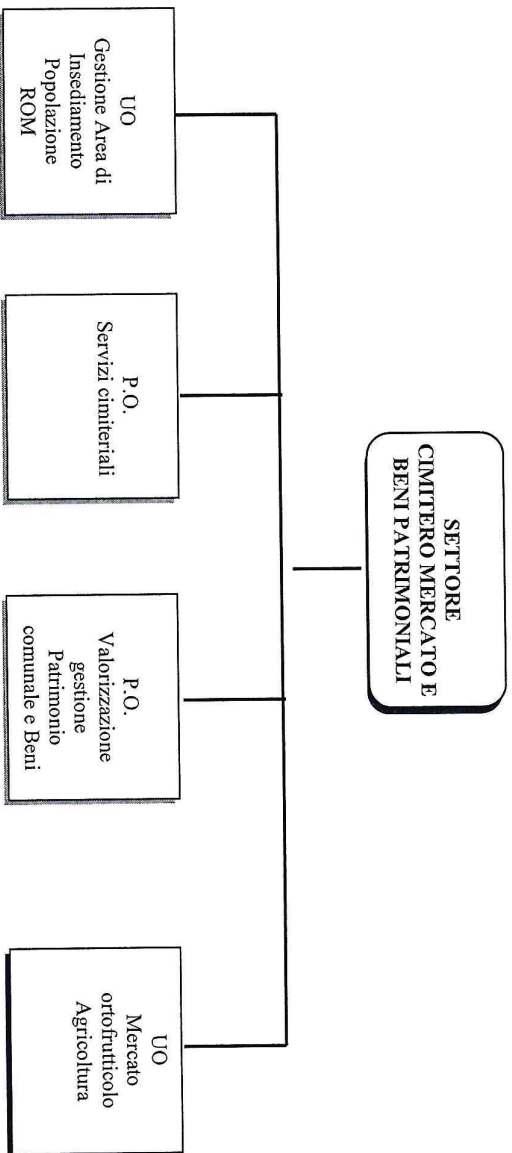 SETTORE
CIMITERO MERCATO E
BENI PATRIMONIALI
UO
Gestione Area di
Insediamento
Popolazione
ROM
P.O.
Servizi cimiteriali
P.O.
Valorizzazione
gestione
Patrimonio
comunale e Beni
UO
Mercato
ortofrutticolo
Agricoltura